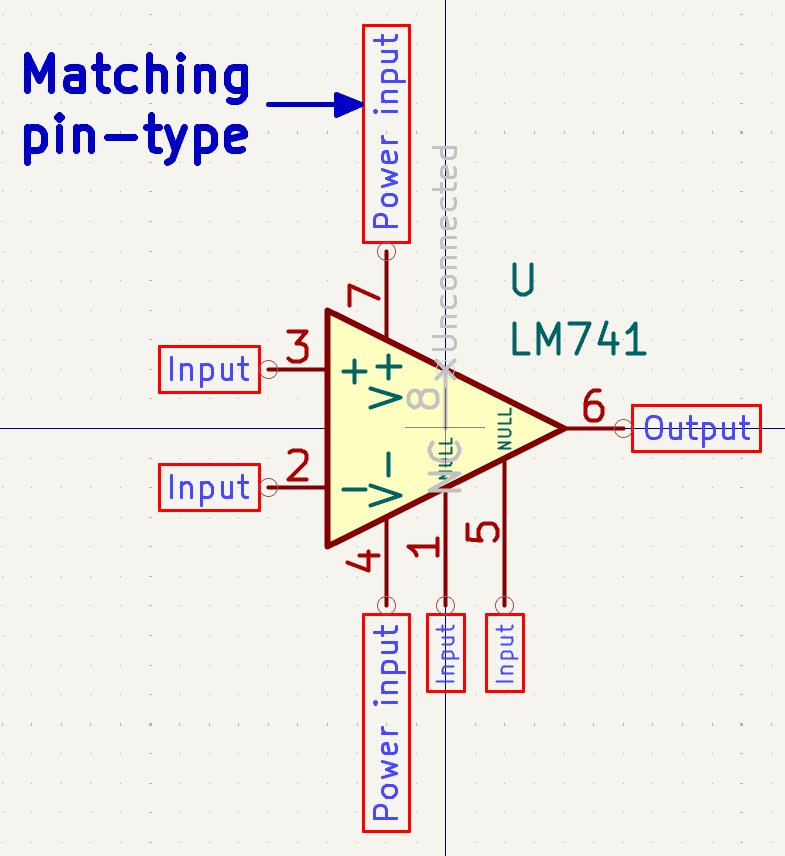 Matching
pin-type
Power input
7
Unconnected
U
LM741
3
Input
+
V+
8
6
Output
2
Input
-
V-
NC
NULL
NULL
4
1
5
Power input
Input
Input